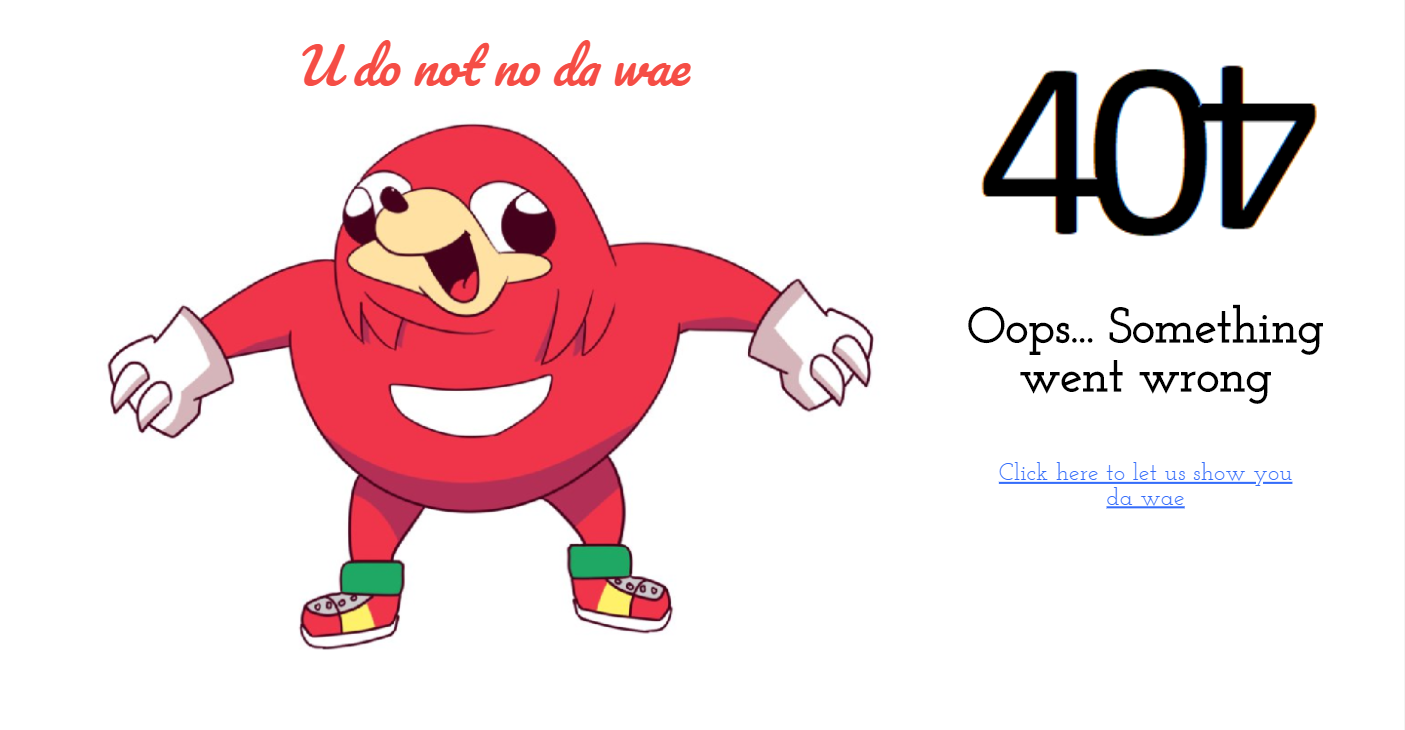 U do not no da wae
404
Oops... Something
went wrong
Click here to let us show you
da wae